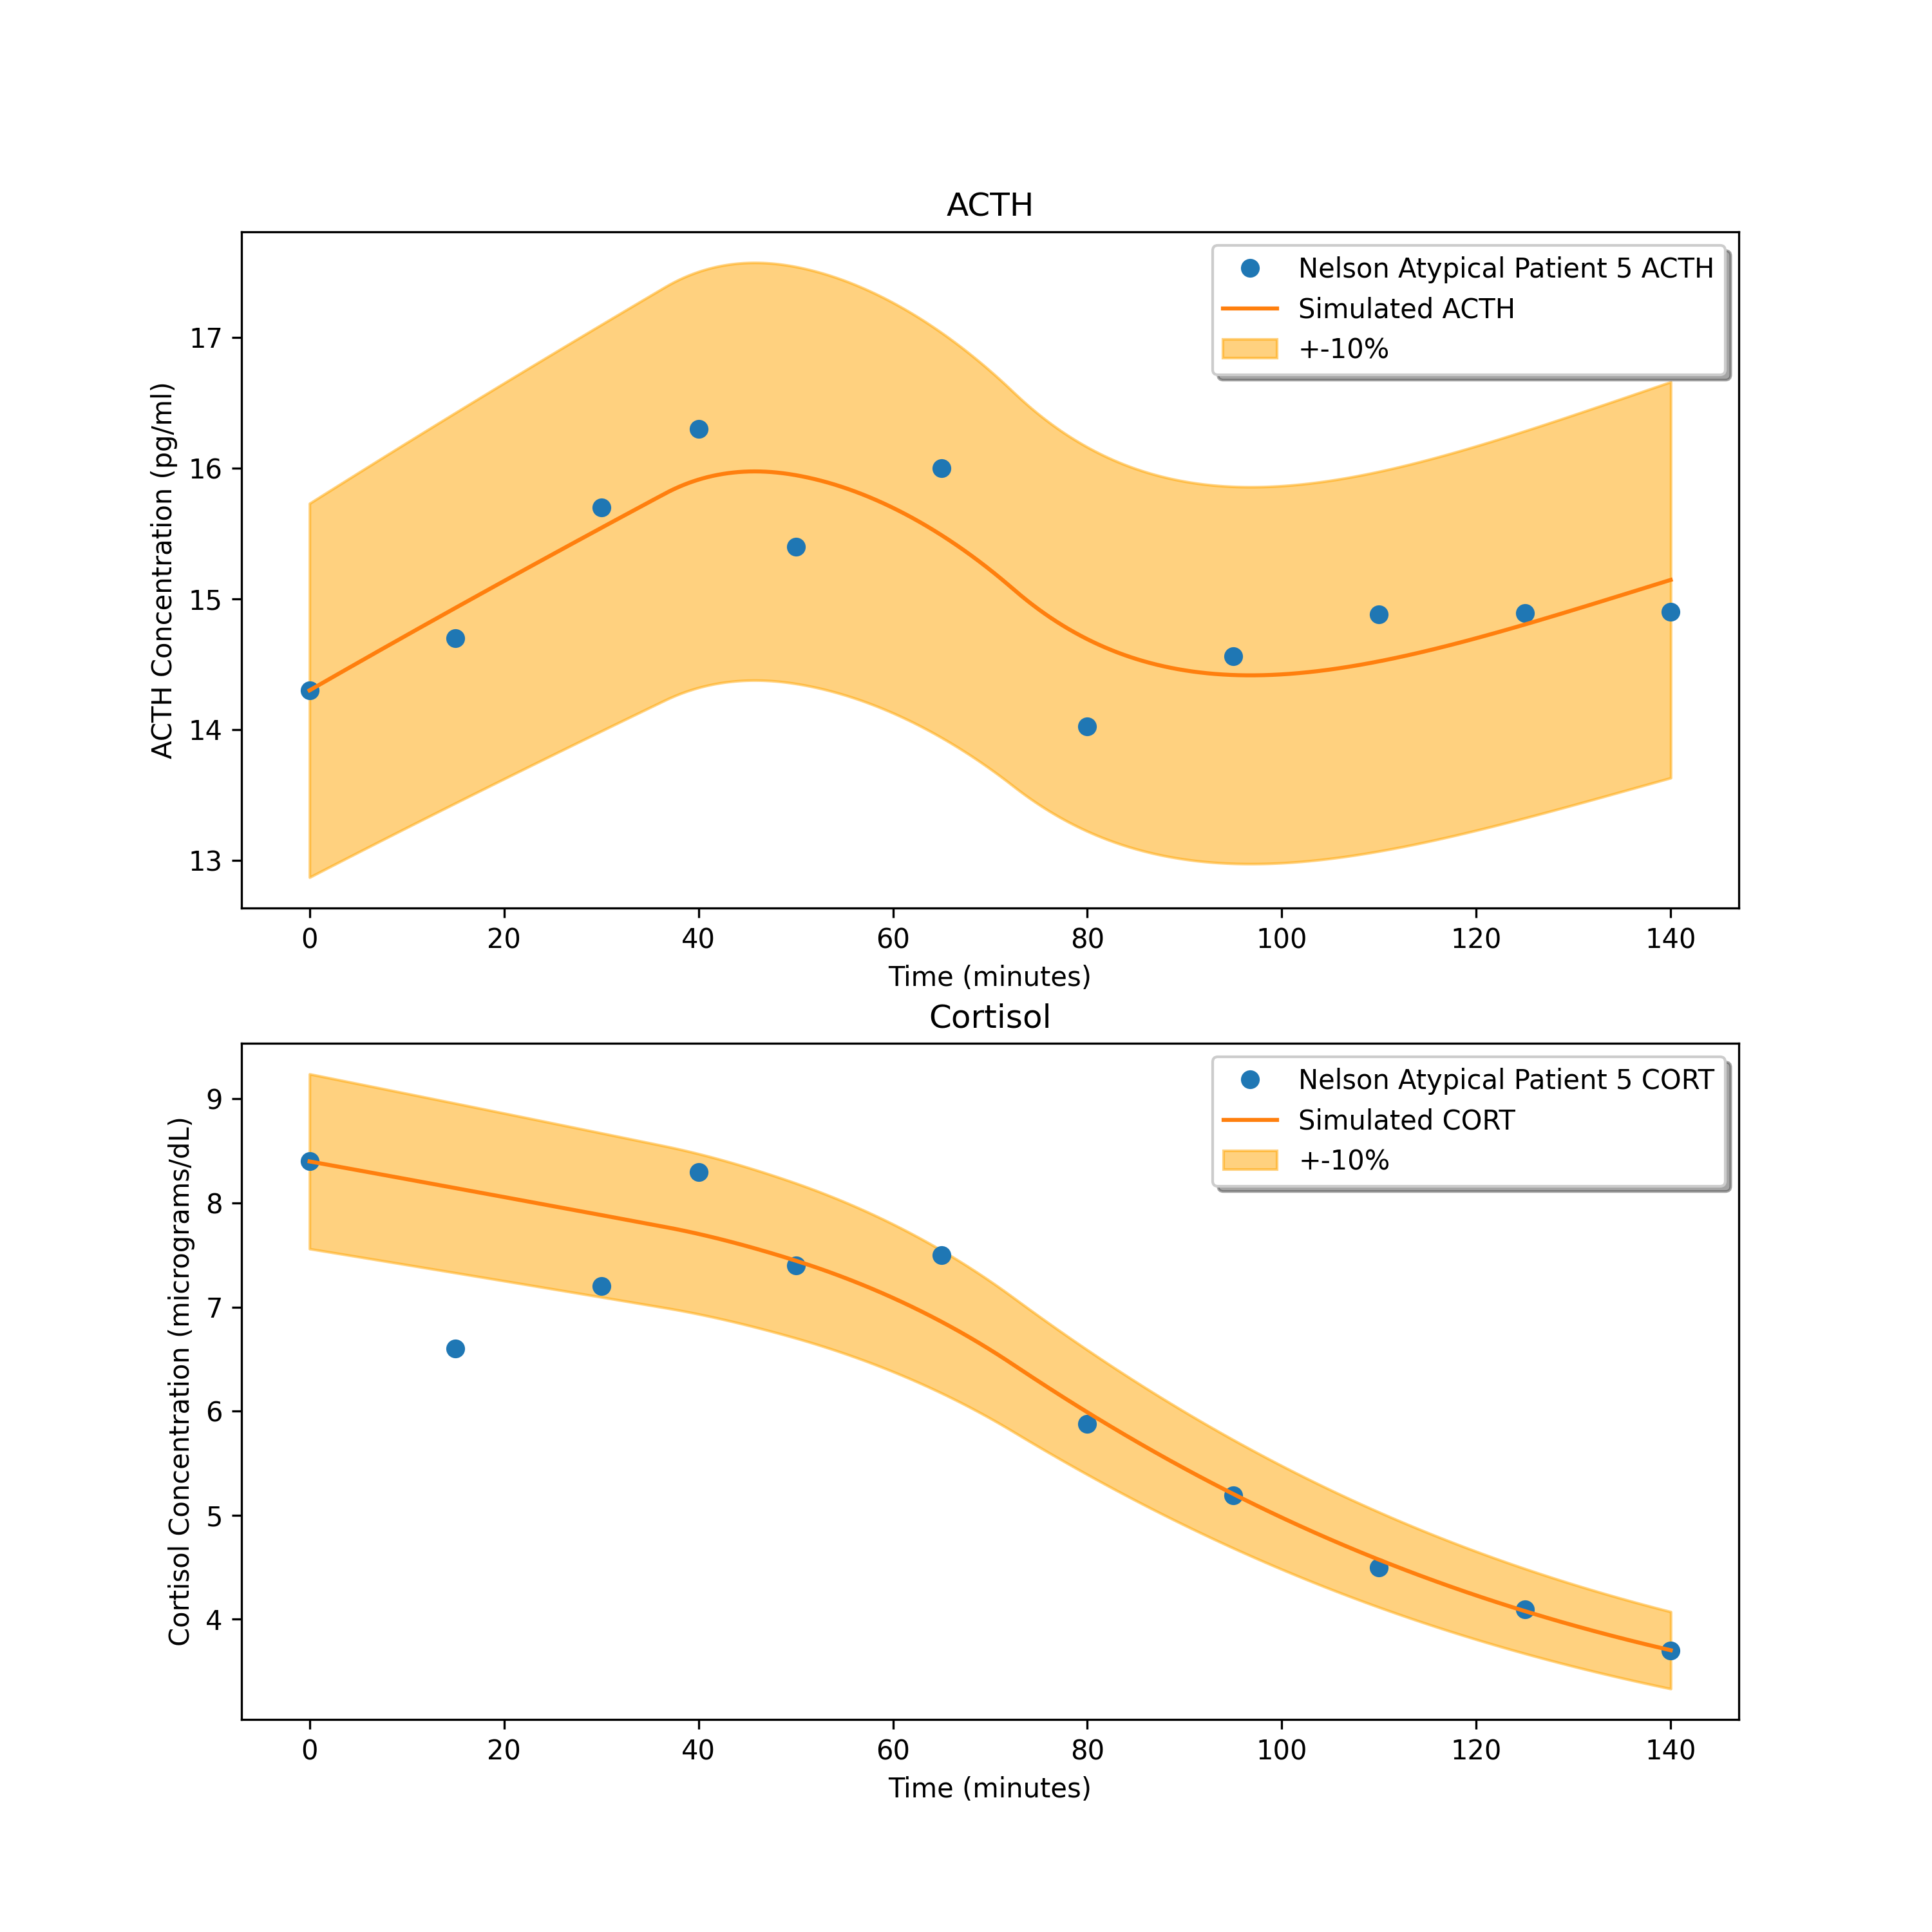 ACTH
Nelson Atypical Patient 5 ACTH
Simulated ACTH
+-10%
ACTH Concentration (pg/ml)
17
16
15
14
13
0 20 40 60 80 100 120 140
Time (minutes)
Cortisol
Nelson Atypical Patient 5 CORT
Simulated CORT
+-10%
Cortisol Concentration (micrograms/dL)
9
8
7
6
5
4
0 20 40 60 80 100 120 140
Time (minutes)